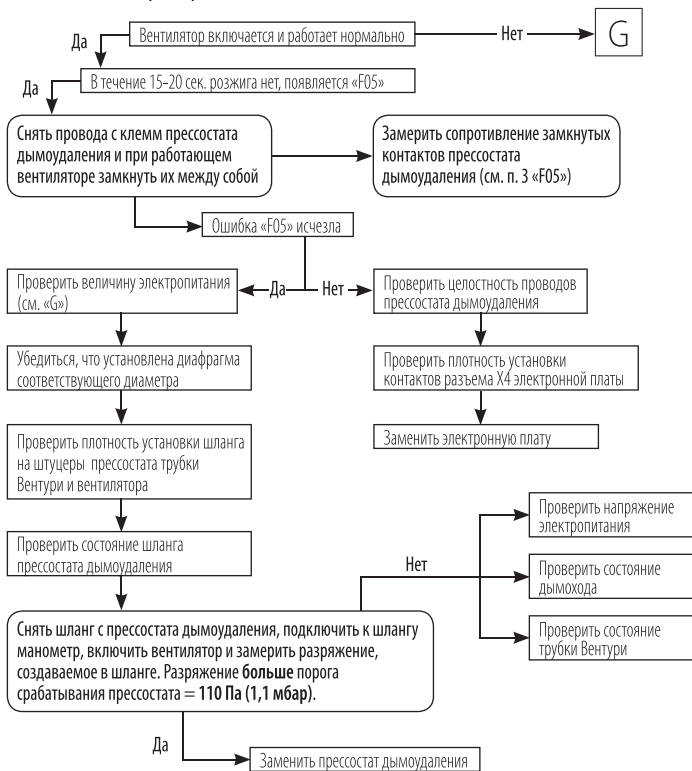 Вентилятор включается и работает нормально
Нет
G
Да
В течение 15-20 сек. розжига нет, появляется «F05»
Да
Снять провода с клемм прессостата
дымоудаления и при работающем
вентиляторе замкнуть их между собой
Замерить сопротивление замкнутых
контактов прессостата
дымоудаления (см. п. 3 «F05»)
Ошибка «F05» исчезла
Да
Нет
Проверить величину электропитания
(см. «G»)
Убедиться, что установлена диафрагма
соответствующего диаметра
Проверить плотность установки шланга
на штуцеры прессостата трубки
Вентури и вентилятора
Проверить состояние шланга
прессостата дымоудаления
Проверить целостность проводов
прессостата дымоудаления
Проверить плотность установки
контактов разъема X4 электронной платы
Заменить электронную плату
Снять шланг с прессостата дымоудаления, подключить к шлангу
манометр, включить вентилятор и замерить разряжение,
создаваемое в шланге. Разряжение больше порога
срабатывания прессостата = 110 Па (1,1 мбар).
Нет
Проверить напряжение
электропитания
Проверить состояние
дымохода
Проверить состояние
трубки Вентури
Да
Заменить прессостат дымоудаления